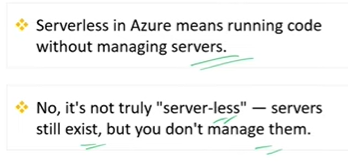 Serverless in Azure means running code
without managing servers.
No, it's not truly "server-less" — servers
still exist, but you don't manage them.